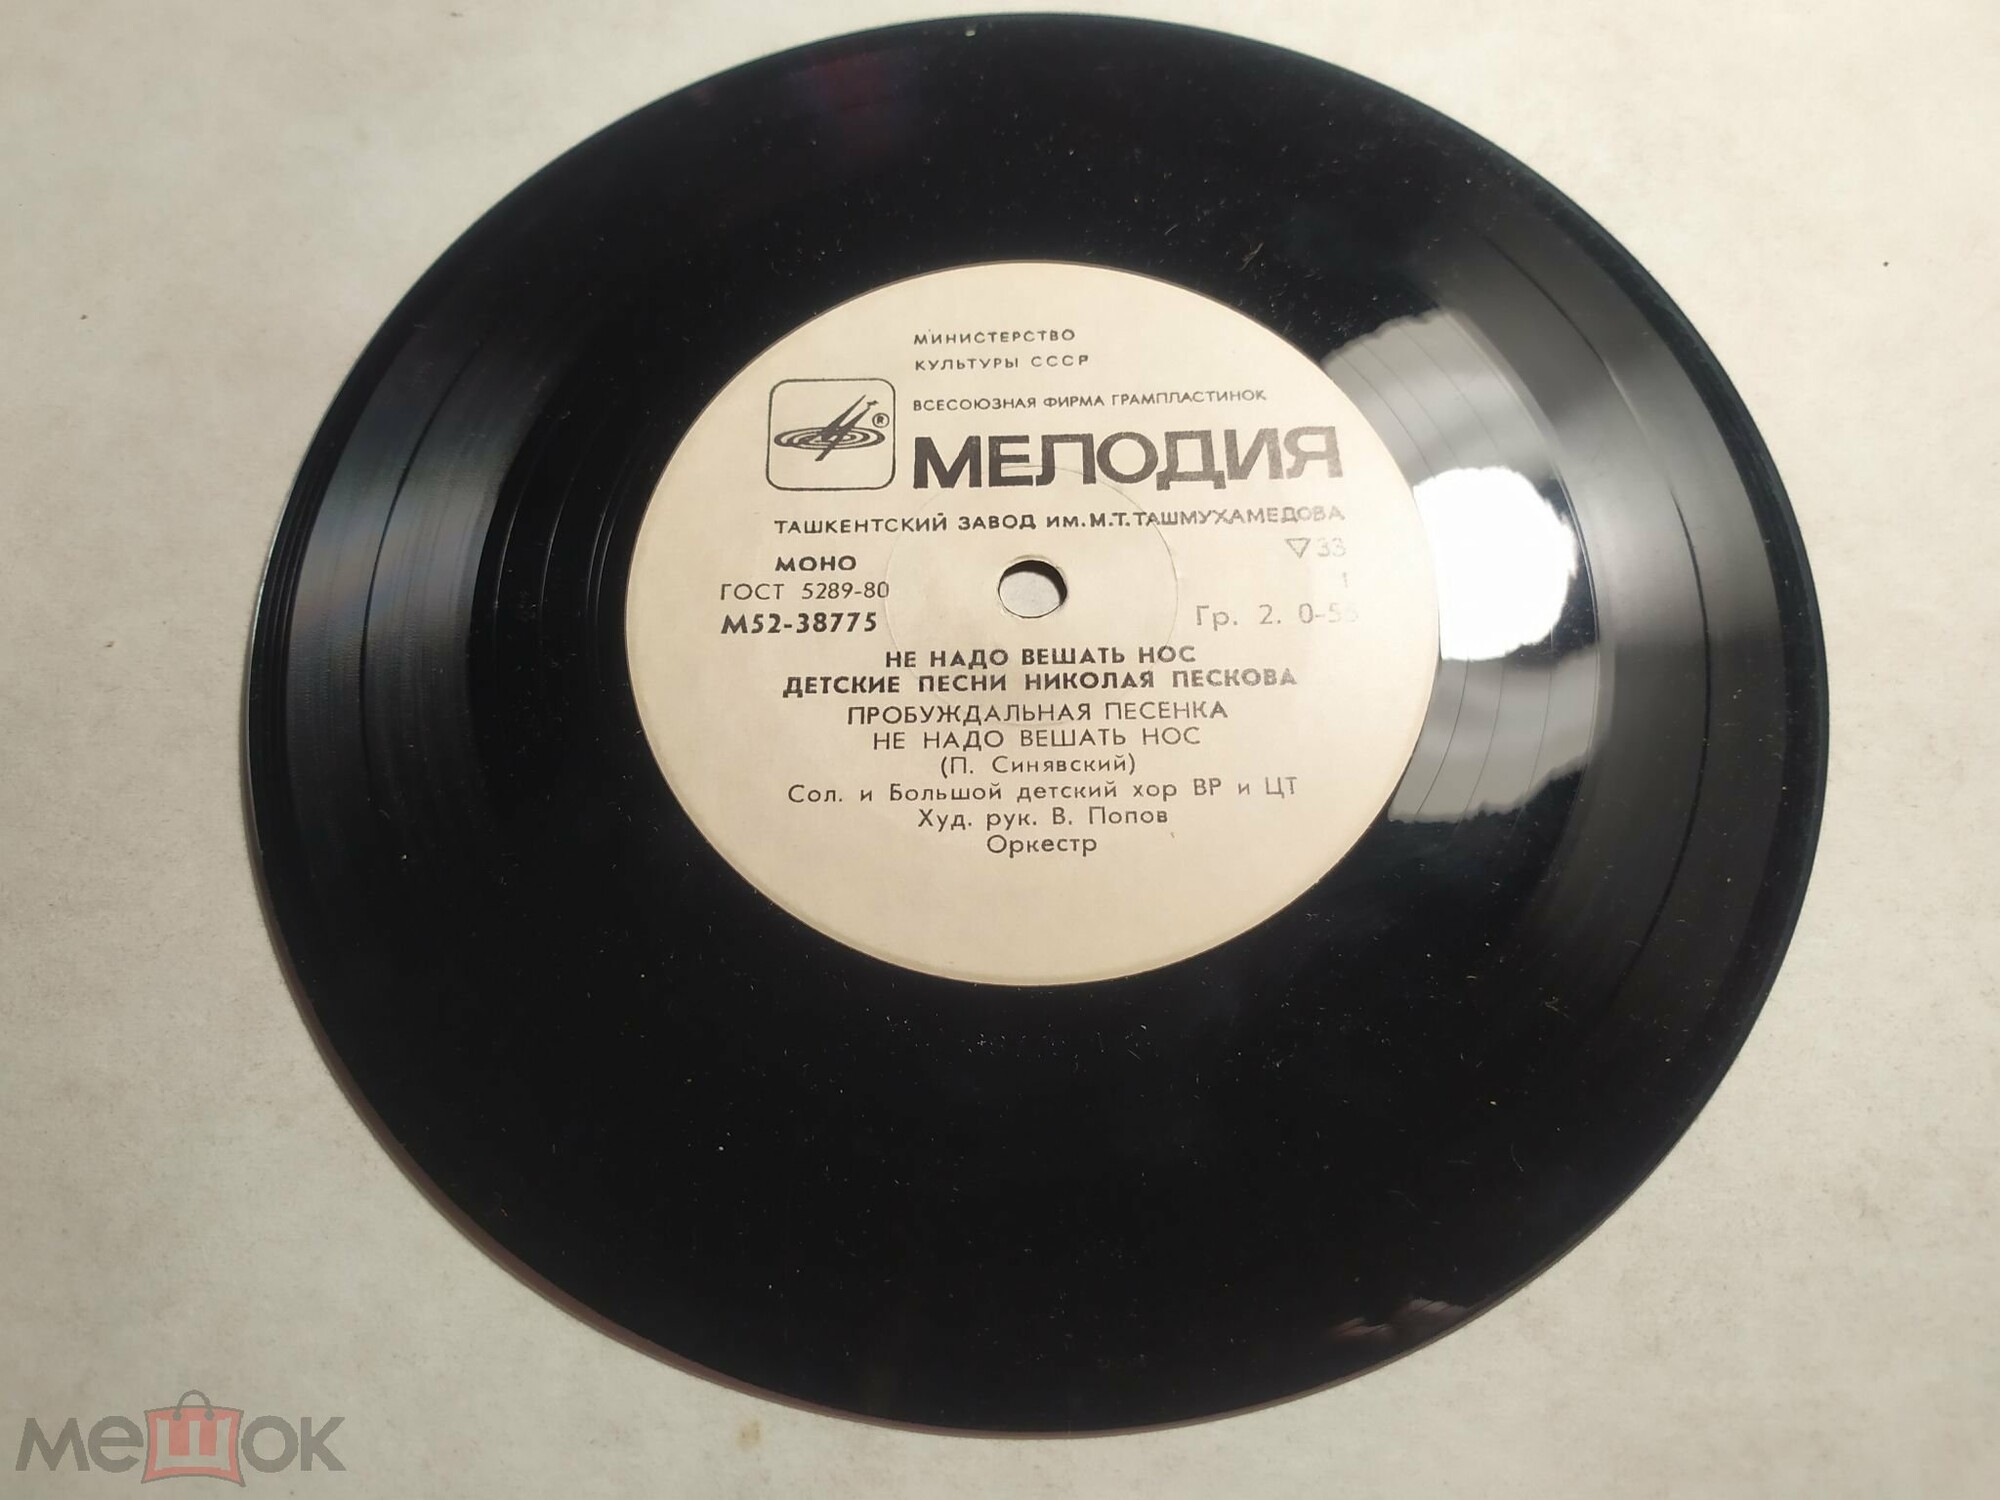 МИНИСТЕРСТВО
КУЛЬТУРЫ СССР
ВСЕСОЮЗНАЯ ФИРМА ГРАМПЛАСТИНОК
®
МЕЛОДИЯ
ТАШКЕНТСКИЙ ЗАВОД ИМ.М.Т.ТАШМУХАМЕДОВА
МОНО
▽33
ГОСТ 5289-80
1
М52-38775
Гр. 2.
НЕ НАДО ВЕШАТЬ НОС
ДЕТСКИЕ ПЕСНИ НИКОЛАЯ ПЕСКОВА
ПРОБУЖДАЛЬНАЯ ПЕСЕНКА
НЕ НАДО ВЕШАТЬ НОС
(П. Синявский)
Сол. и Большой детский хор ВР и ЦТ
Худ. рук. В. Попов
Оркестр
мешок